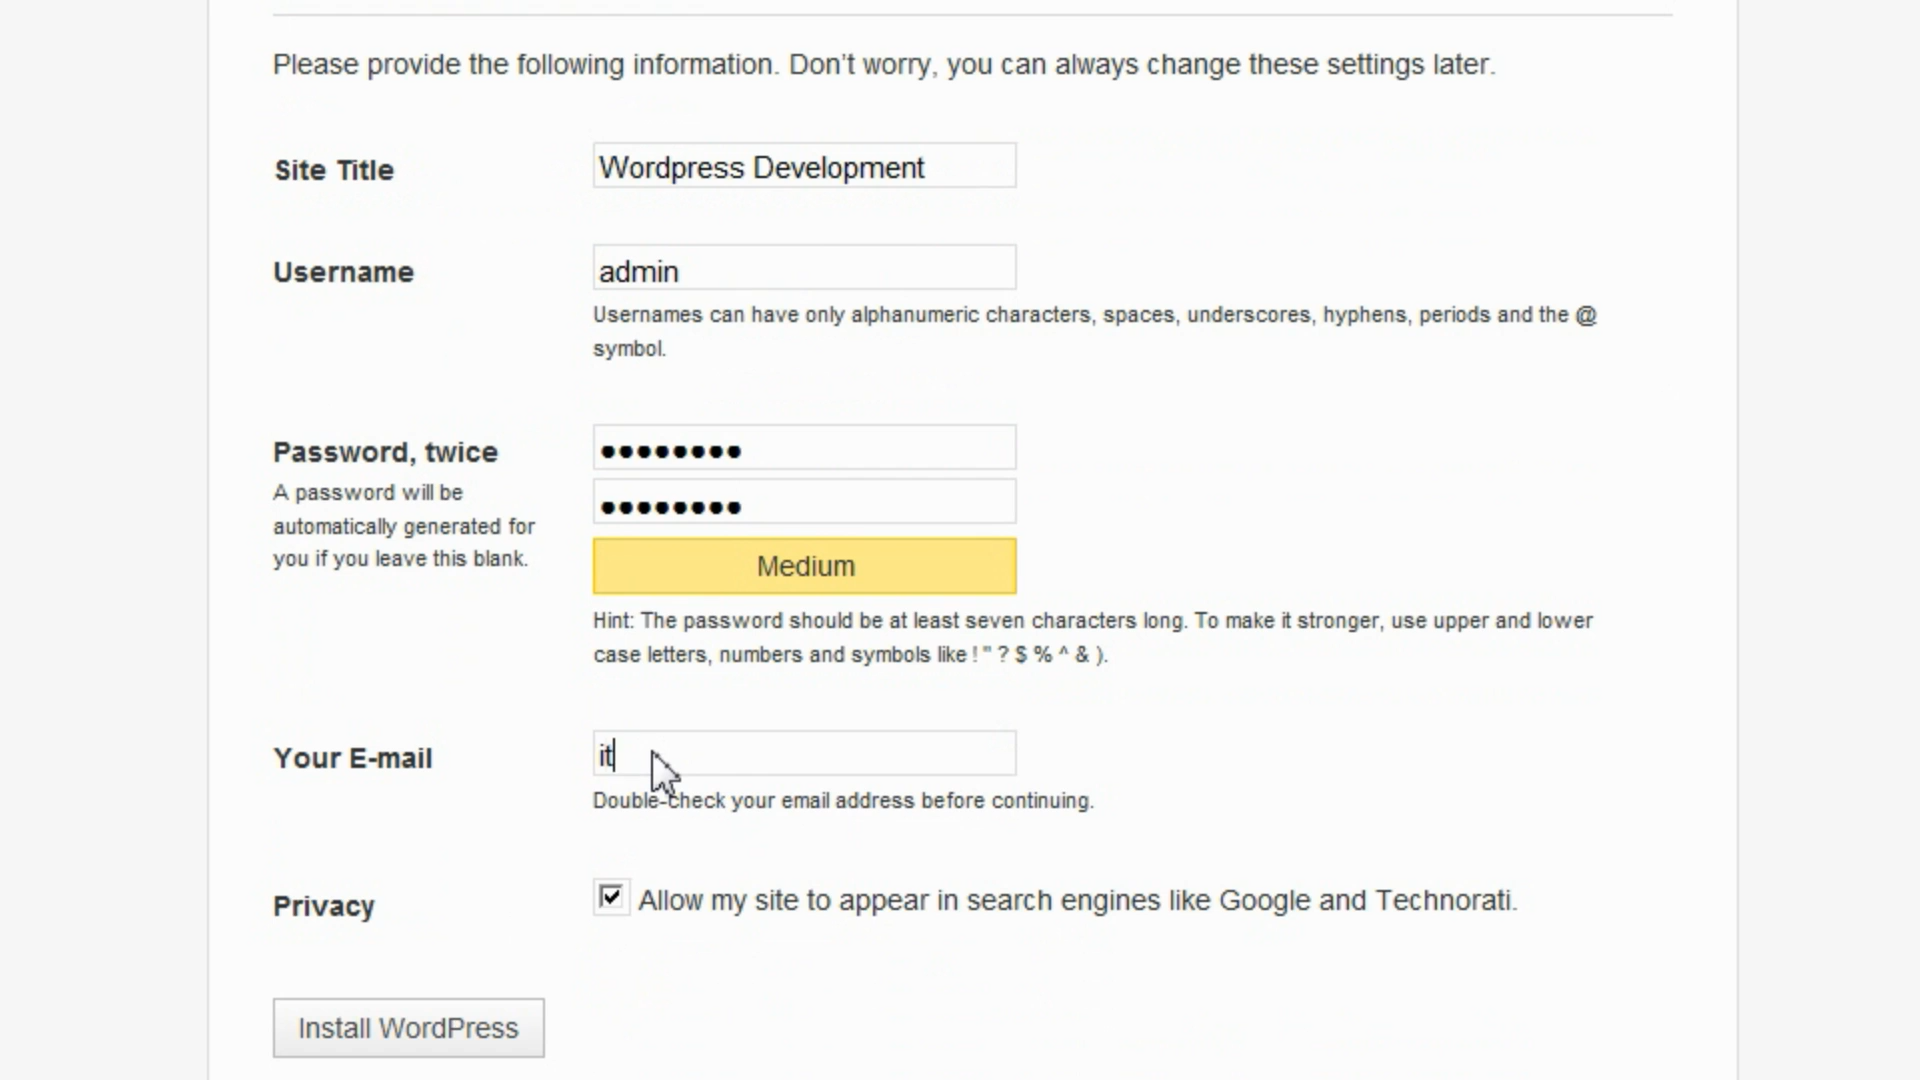 Please provide the following information. Don’t worry, you can always change these settings later.
Site Title
Wordpress Development
Username
admin
Usernames can have only alphanumeric characters, spaces, underscores, hyphens, periods and the @
symbol.
Password, twice
A password will be
automatically generated for
you if you leave this blank.
••••••••
••••••••
Medium
Hint: The password should be at least seven characters long. To make it stronger, use upper and lower
case letters, numbers and symbols like ! " ? $ % ^ & ).
Your E-mail
it
Double-check your email address before continuing.
Privacy
Allow my site to appear in search engines like Google and Technorati.
Install WordPress